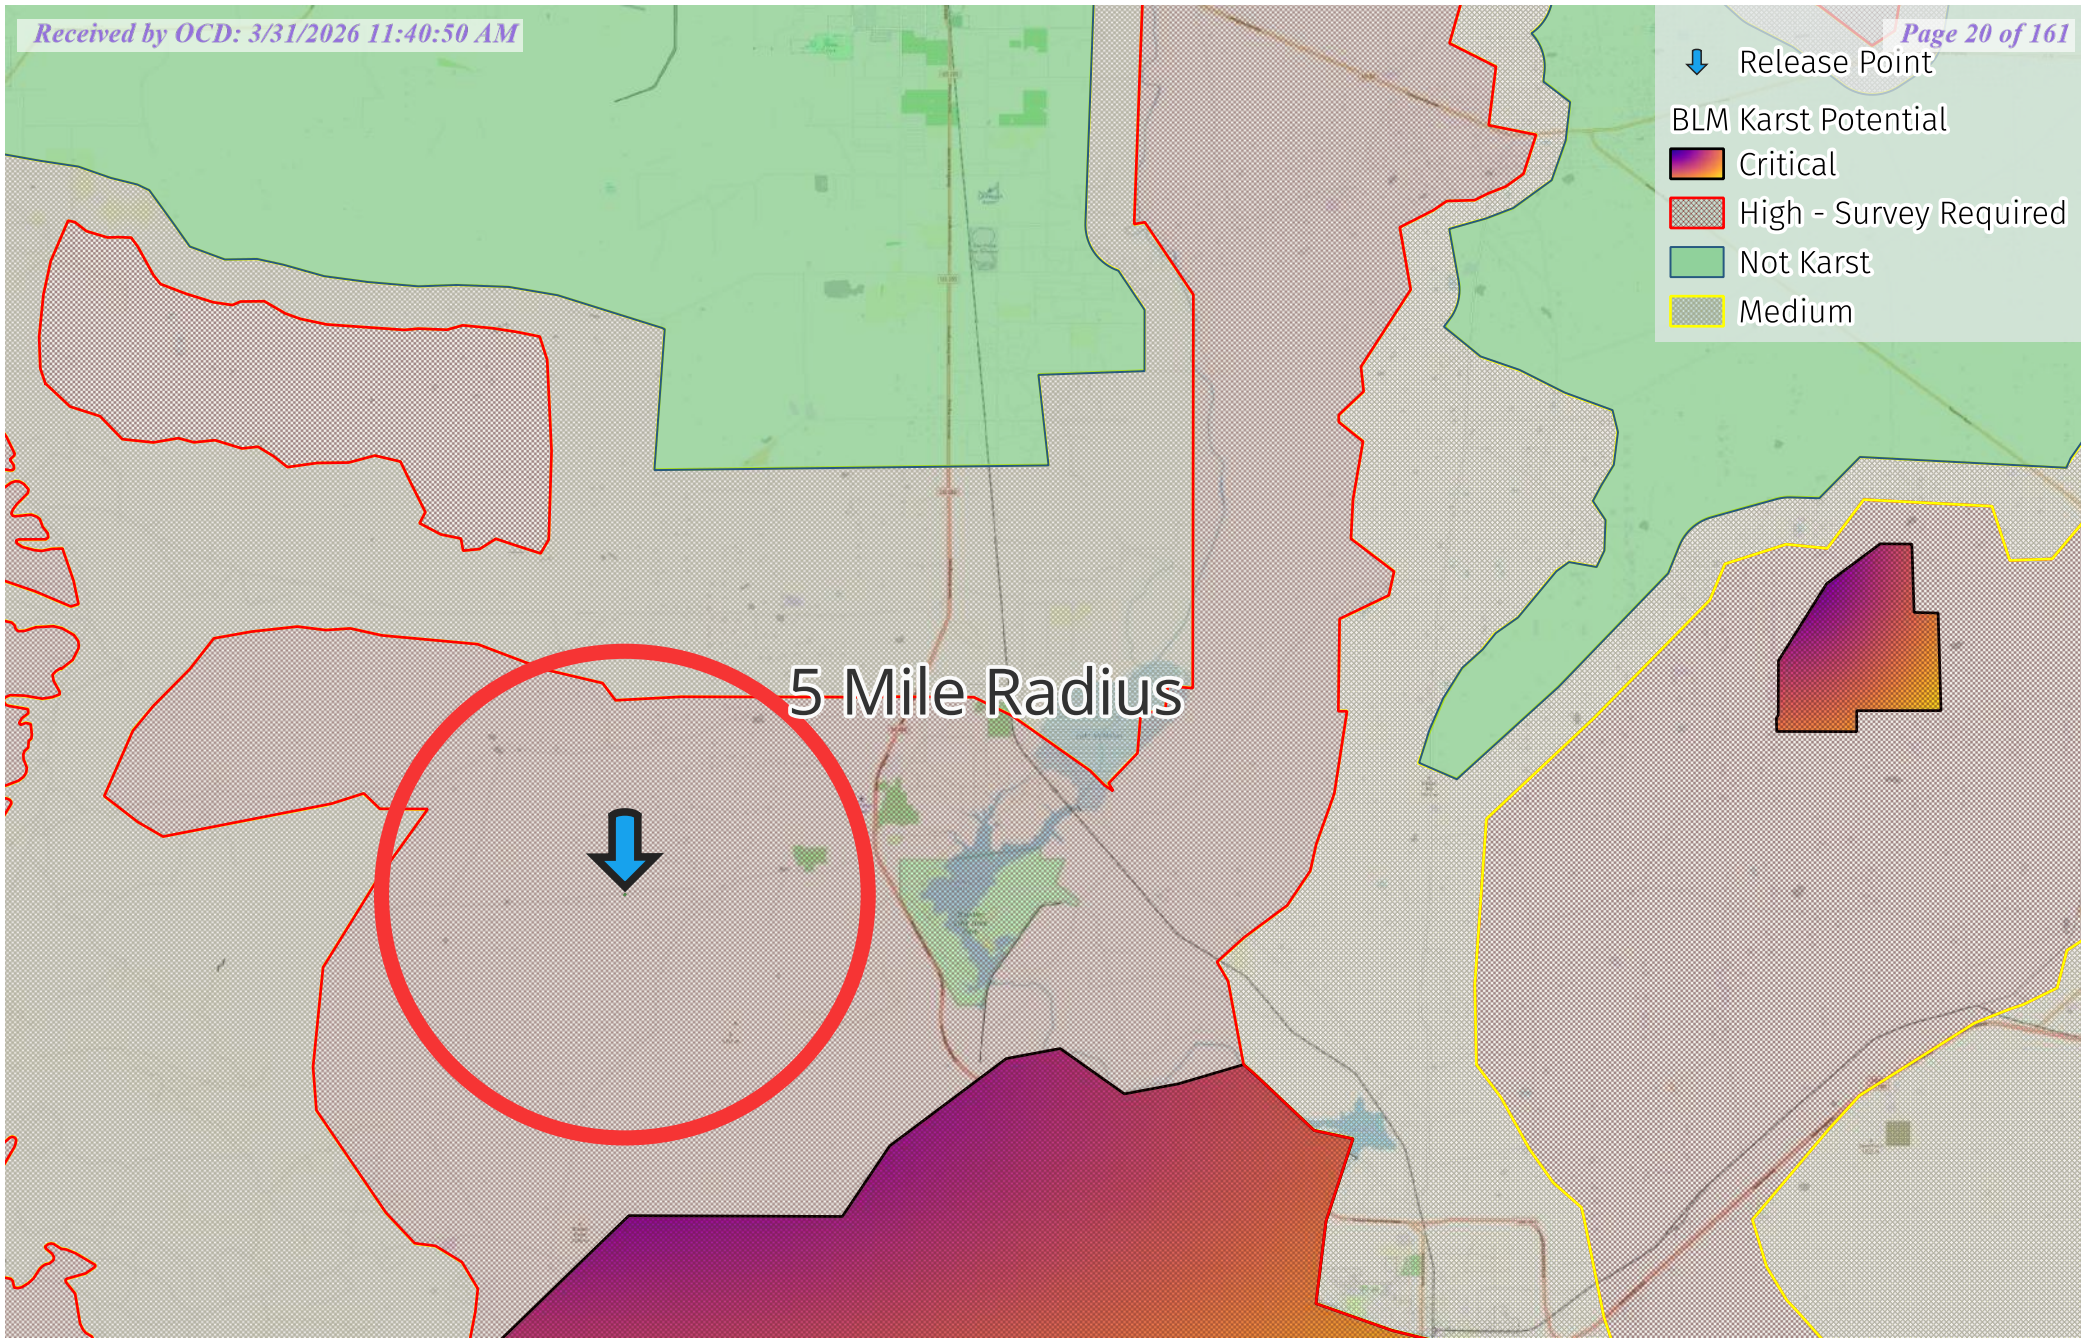 Received by OCD: 3/31/2026 11:40:50 AM
Page 20 of 161
Release Point
BLM Karst Potential
Critical
High - Survey Required
Not Karst
Medium
5 Mile Radius